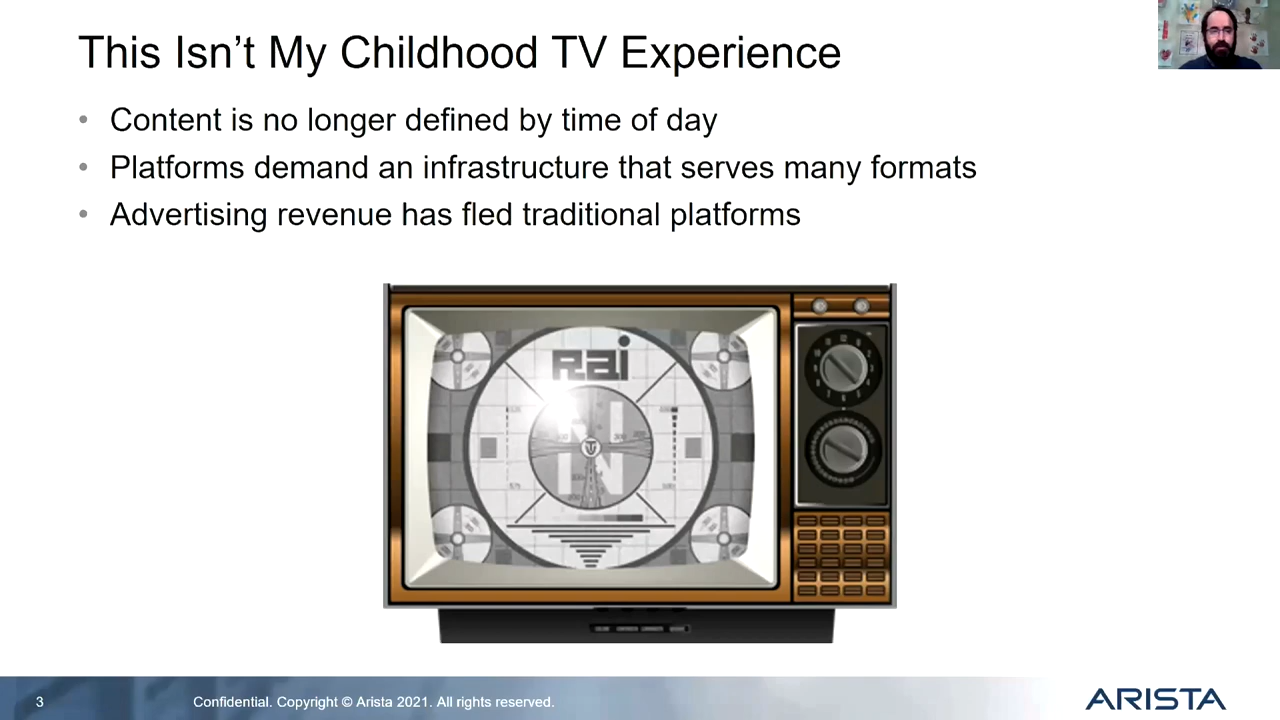 This Isn't My Childhood TV Experience
• Content is no longer defined by time of day
• Platforms demand an infrastructure that serves many formats
• Advertising revenue has fled traditional platforms
Rai
3
Confidential. Copyright © Arista 2021. All rights reserved.
ARISTA